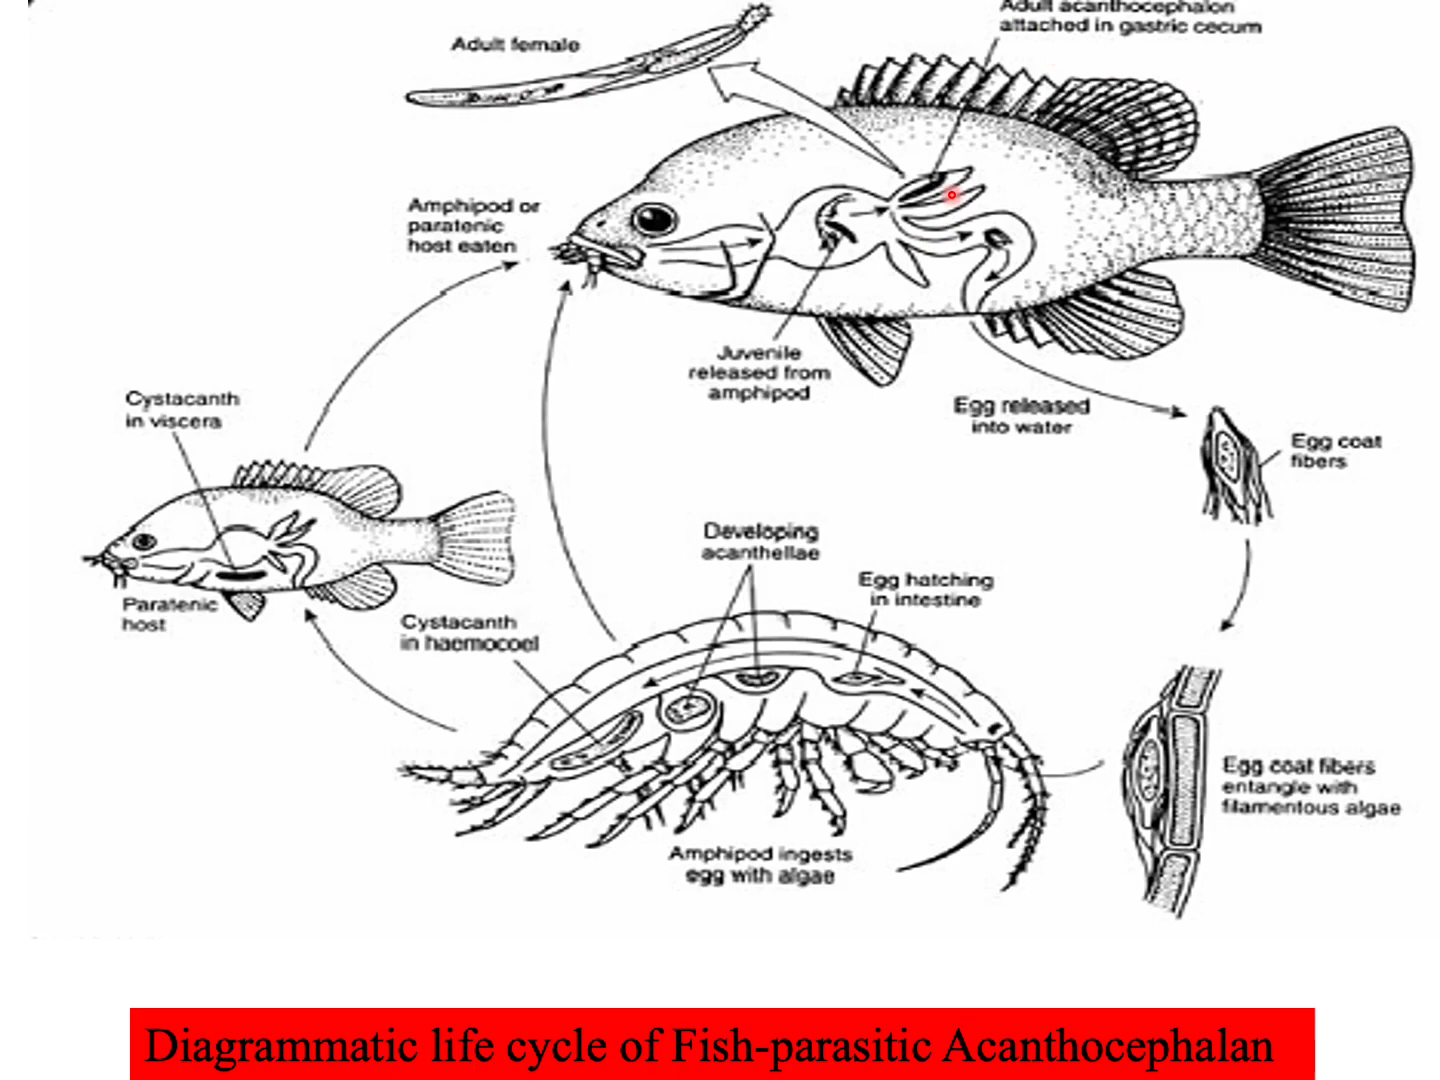 Adult acanthocephalon
attached in gastric cecum
Adult female
Amphipod or
paratenic
host eaten
Juvenile
released from
amphipod
Egg released
into water
Egg coat
fibers
Cystacanth
in viscera
Paratenic
host
Developing
acanthellae
Egg hatching
in intestine
Cystacanth
in haemocoel
Egg coat fibers
entangle with
filamentous algae
Amphipod ingests
egg with algae
Diagrammatic life cycle of Fish-parasitic Acanthocephalan